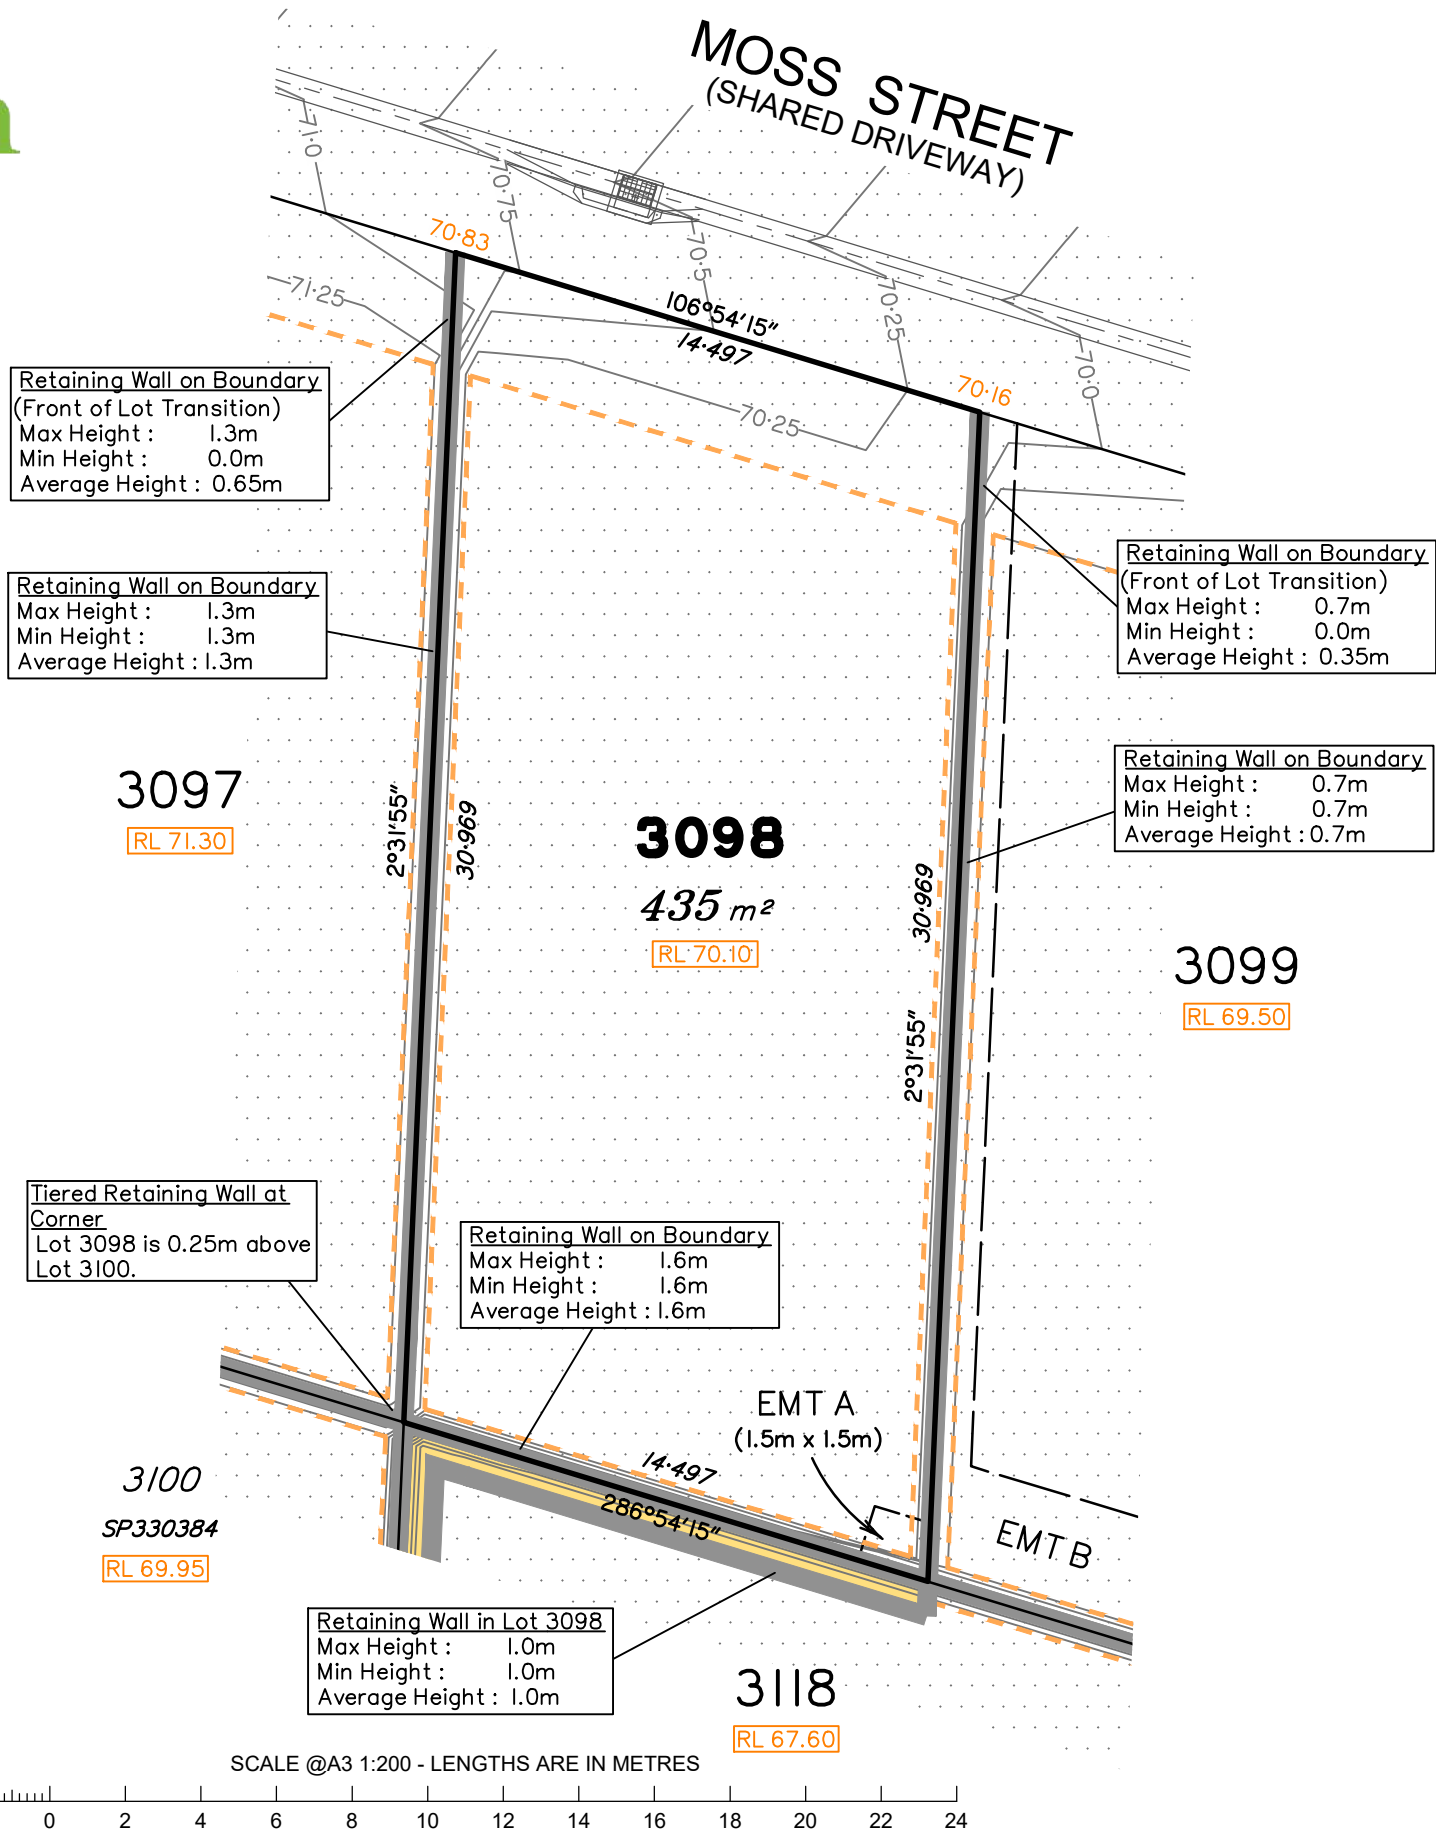 MOSS STREET
(SHARED DRIVEWAY)
71·0
70·75
70·5
70·25
70·0
70·83
71·25
106°54'15"
14·497
70·16
70·25
Retaining Wall on Boundary
(Front of Lot Transition)
Max Height : 1.3m
Min Height : 0.0m
Average Height : 0.65m
Retaining Wall on Boundary
Max Height : 1.3m
Min Height : 1.3m
Average Height : 1.3m
Retaining Wall on Boundary
(Front of Lot Transition)
Max Height : 0.7m
Min Height : 0.0m
Average Height : 0.35m
Retaining Wall on Boundary
Max Height : 0.7m
Min Height : 0.7m
Average Height : 0.7m
3097
RL 71.30
2°31'55"
30·969
3098
435 m²
RL 70.10
30·969
2°31'55"
3099
RL 69.50
Tiered Retaining Wall at
Corner
Lot 3098 is 0.25m above
Lot 3100.
Retaining Wall on Boundary
Max Height : 1.6m
Min Height : 1.6m
Average Height : 1.6m
EMT A
(1.5m x 1.5m)
14·497
286°54'15"
EMT B
3100
SP330384
RL 69.95
Retaining Wall in Lot 3098
Max Height : 1.0m
Min Height : 1.0m
Average Height : 1.0m
3118
RL 67.60
SCALE @A3 1:200 - LENGTHS ARE IN METRES
0 2 4 6 8 10 12 14 16 18 20 22 24